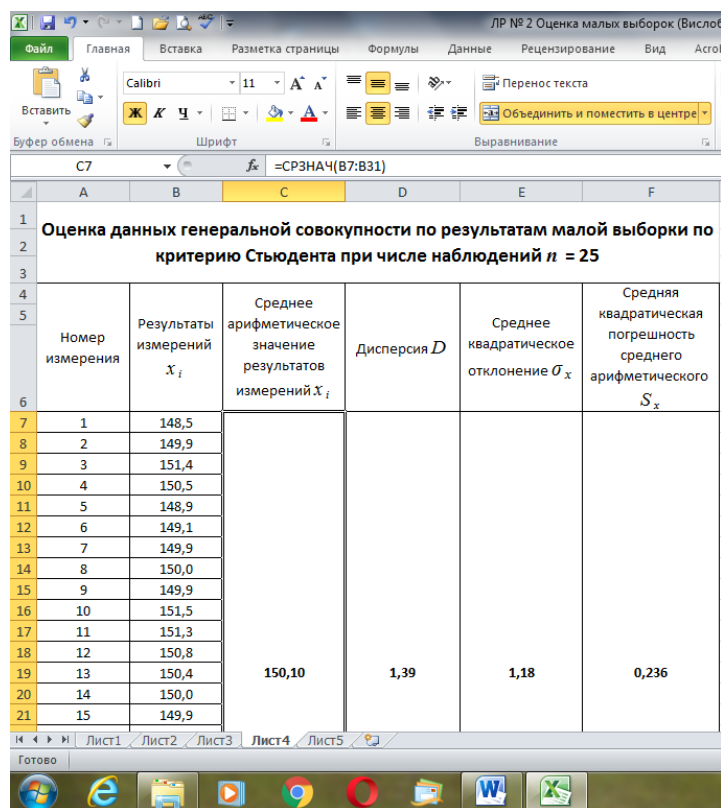 ЛР № 2 Оценка малых выборок (Вислоб
Файл Главная Вставка Разметка страницы Формулы Данные Рецензирование Вид Acrol
Вставить
Calibri 11 A A
Ж К Ч A
Перенос текста
Объединить и поместить в центре
Буфер обмена Шрифт Выравнивание
C7 fx =СРЗНАЧ(B7:B31)
A B C D E F
1
2
3
Оценка данных генеральной совокупности по результатам малой выборки по
критерию Стьюдента при числе наблюдений n = 25
4
5
6
Номер
измерения
Результаты
измерений
x i
Среднее
арифметическое
значение
результатов
измерений x i
Дисперсия D
Среднее
квадратическое
отклонение σ x
Средняя
квадратическая
погрешность
среднего
арифметического
S x
7 1 148,5
8 2 149,9
9 3 151,4
10 4 150,5
11 5 148,9
12 6 149,1
13 7 149,9
14 8 150,0
15 9 149,9
16 10 151,5
17 11 151,3
18 12 150,8
19 13 150,4 150,10 1,39 1,18 0,236
20 14 150,0
21 15 149,9
Лист1 Лист2 Лист3 Лист4 Лист5
Готово